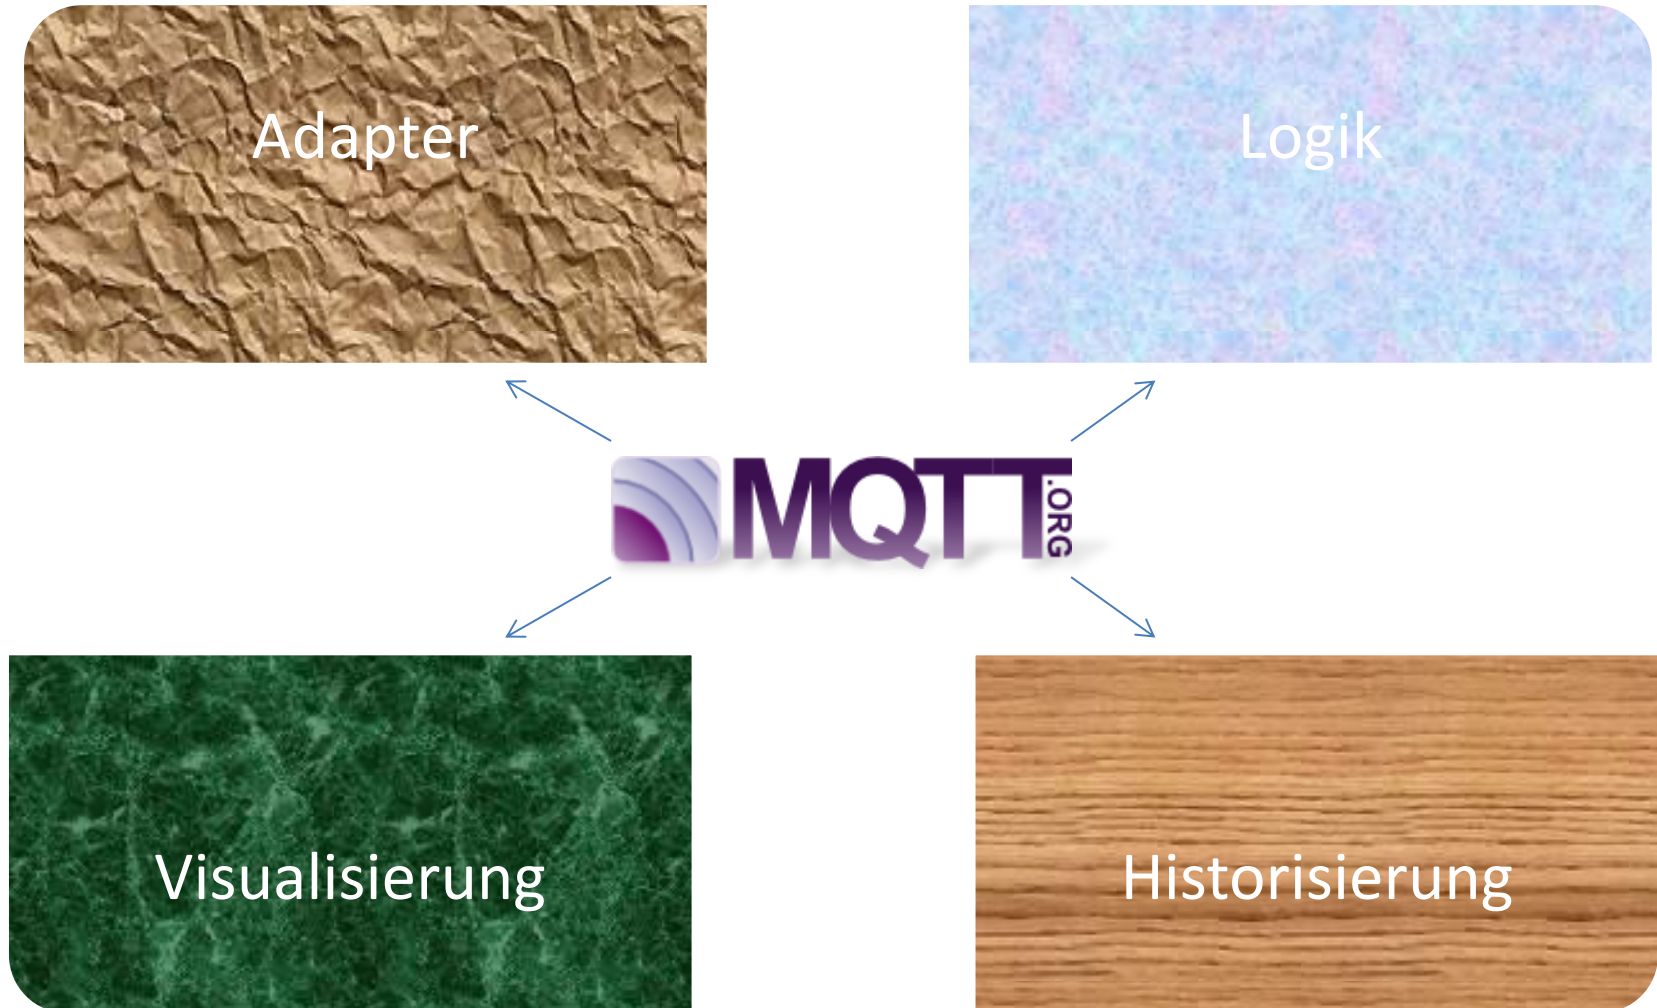 Adapter
Logik
MQTT.ORG
Visualisierung
Historisierung